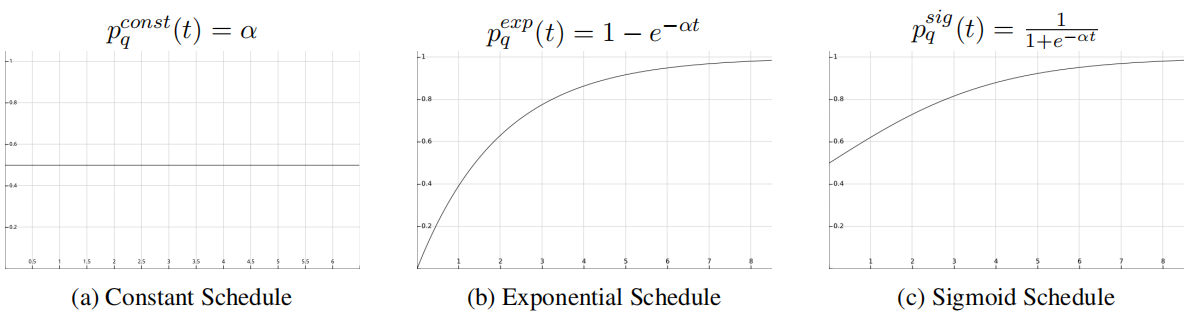 p_q^{const}(t) = α
1
0.8
0.6
0.4
0.2
0.5 1 1.5 2 2.5 3 3.5 4 4.5 5 5.5 6
(a) Constant Schedule
p_q^{exp}(t) = 1 − e^{−αt}
1
0.8
0.6
0.4
0.2
1 2 3 4 5 6 7 8
(b) Exponential Schedule
p_q^{sig}(t) = \frac{1}{1+e^{−αt}}
1
0.8
0.6
0.4
0.2
1 2 3 4 5 6 7 8
(c) Sigmoid Schedule